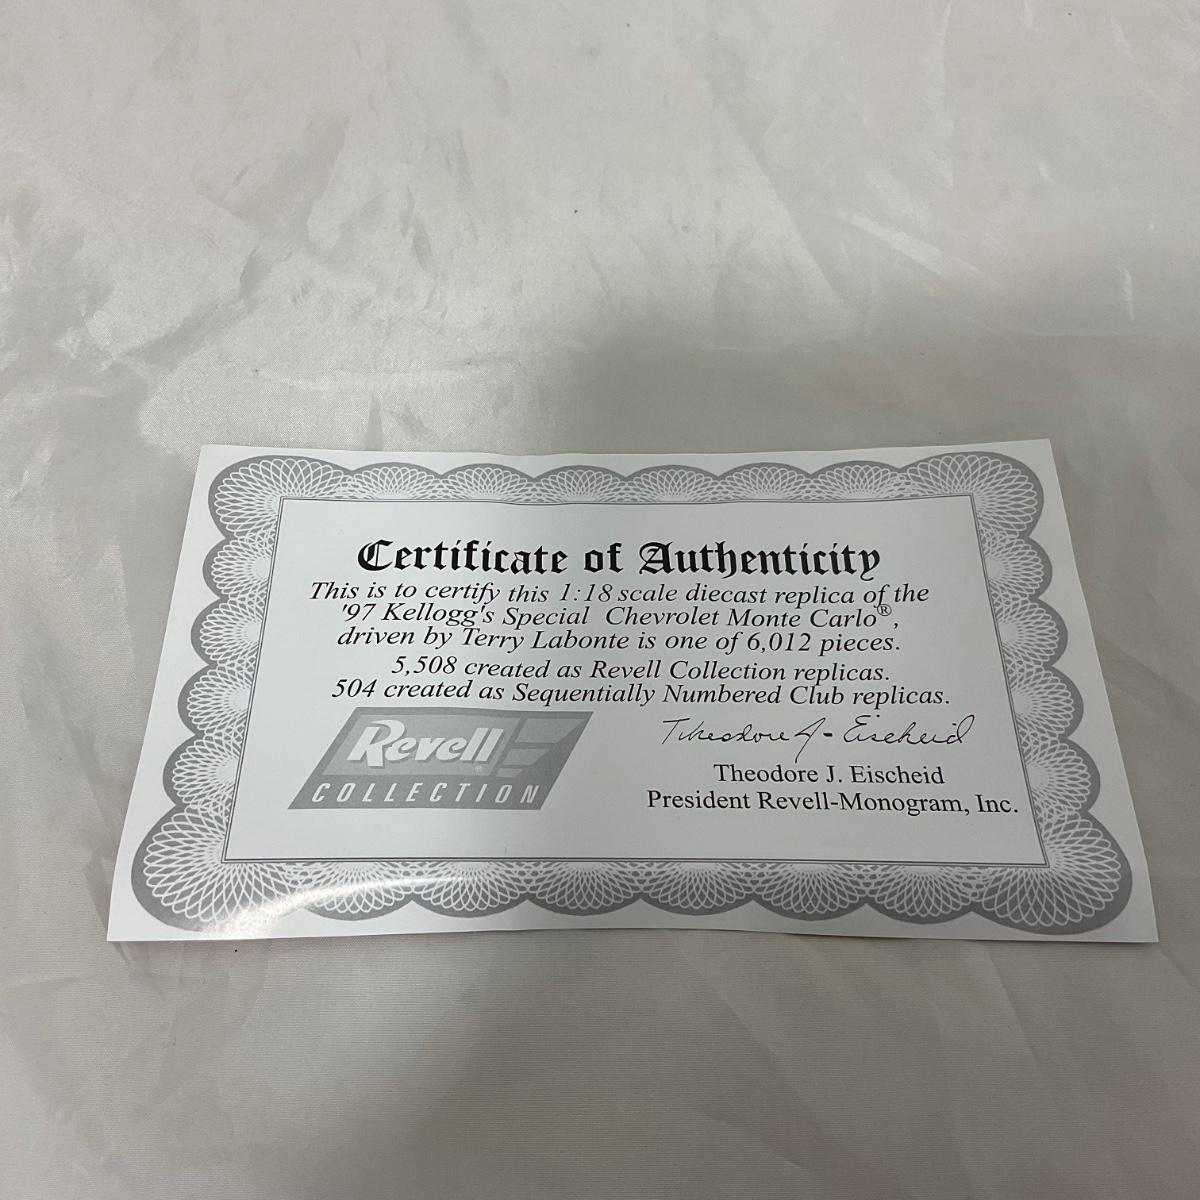 Certificate of Authenticity
This is to certify this 1:18 scale diecast replica of the
'97 Kellogg's Special Chevrolet Monte Carlo®,
driven by Terry Labonte is one of 6,012 pieces.
5,508 created as Revell Collection replicas.
504 created as Sequentially Numbered Club replicas.
Revell®
COLLECTION
Theodore J. Eischeid
Theodore J. Eischeid
President Revell-Monogram, Inc.